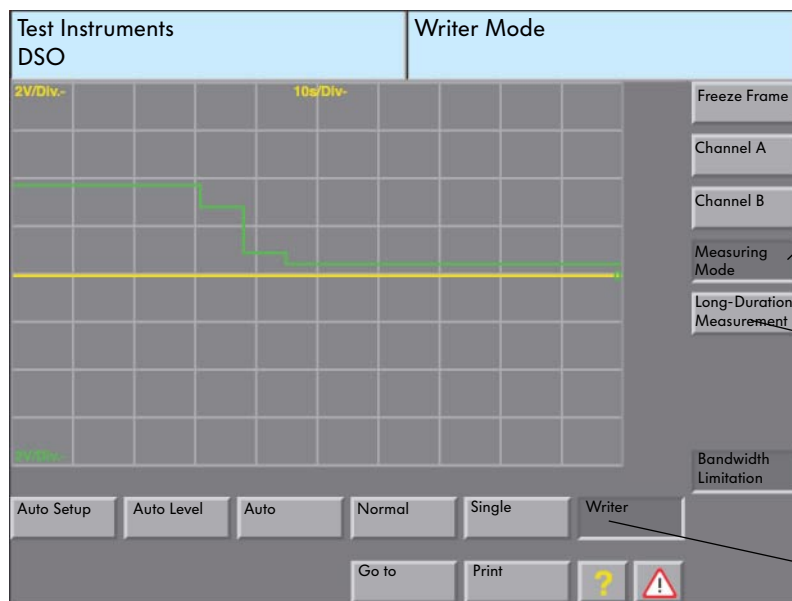 Test Instruments
DSO
Writer Mode
2V/Div.-
10s/Div-
Freeze Frame
Channel A
Channel B
Measuring
Mode
Long-Duration
Measurement
2V/Div.-
Bandwidth
Limitation
Auto Setup
Auto Level
Auto
Normal
Single
Writer
Go to
Print
?
!